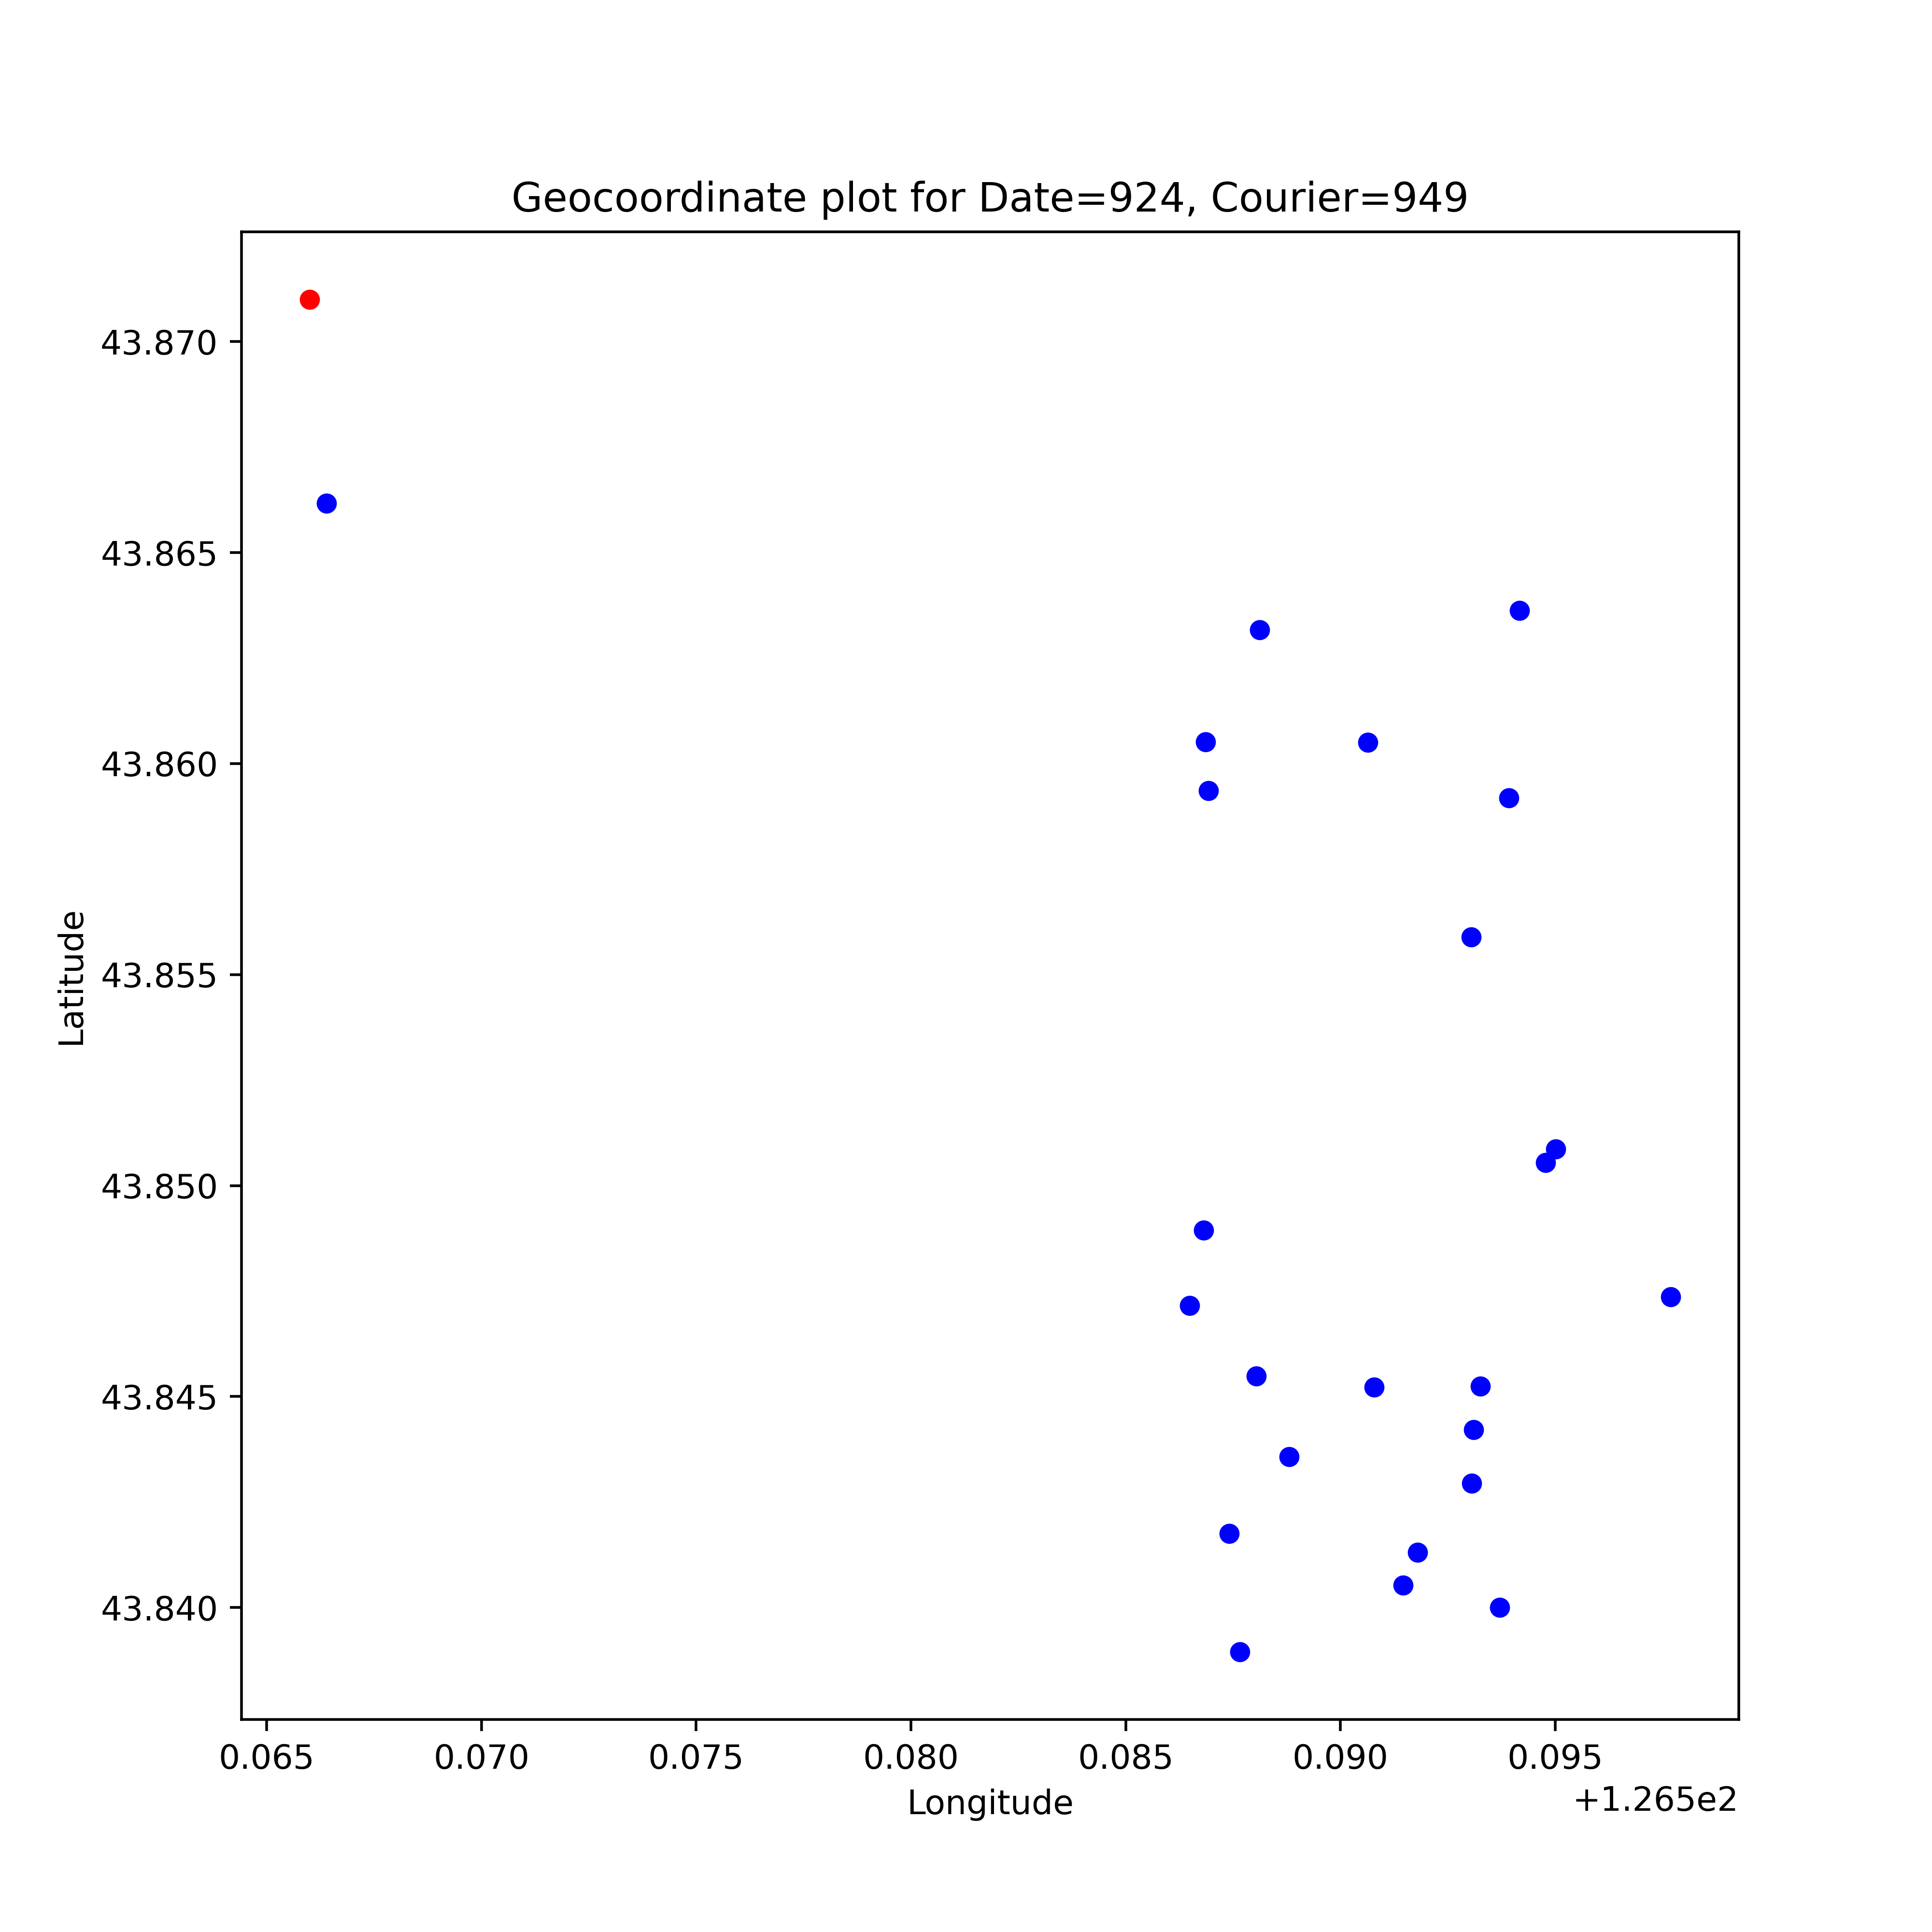 Geocoordinate plot for Date=924, Courier=949
43.870
43.865
43.860
43.855
43.850
43.845
43.840
Latitude
0.065 0.070 0.075 0.080 0.085 0.090 0.095
Longitude
+1.265e2